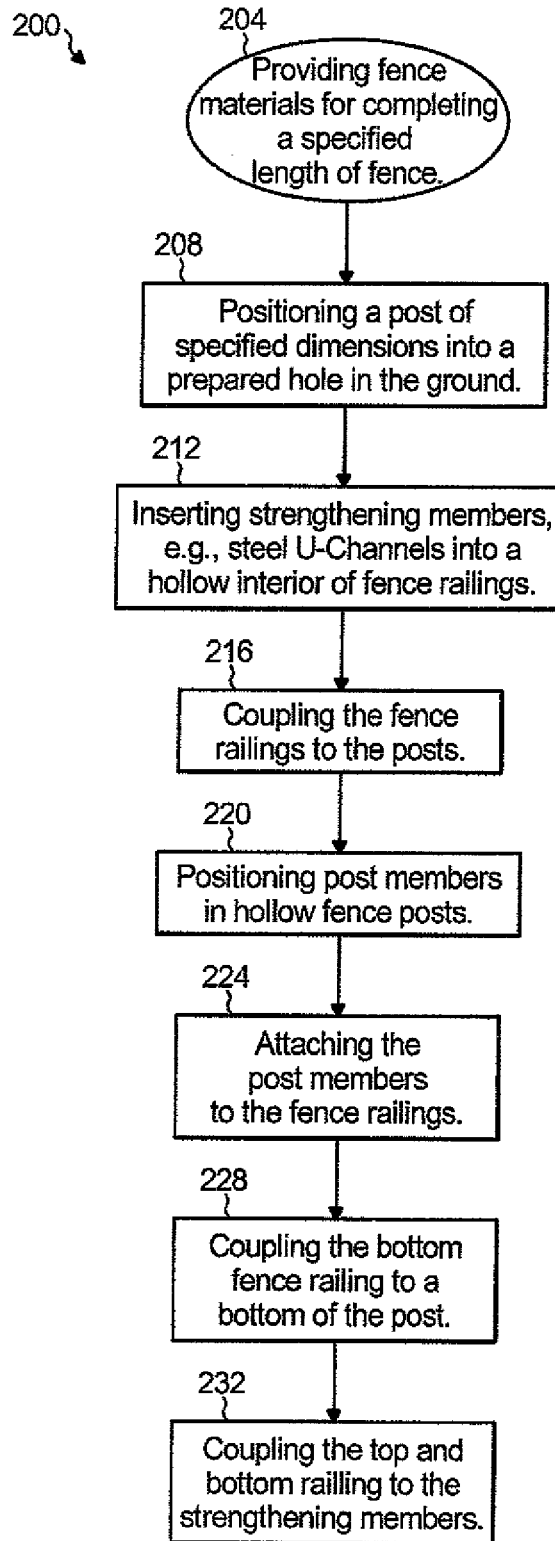 200
204
Providing fence
materials for completing
a specified
length of fence.
208
Positioning a post of
specified dimensions into a
prepared hole in the ground.
212
Inserting strengthening members,
e.g., steel U-Channels into a
hollow interior of fence railings.
216
Coupling the fence
railings to the posts.
220
Positioning post members
in hollow fence posts.
224
Attaching the
post members
to the fence railings.
228
Coupling the bottom
fence railing to a
bottom of the post.
232
Coupling the top and
bottom railling to the
strengthening members.